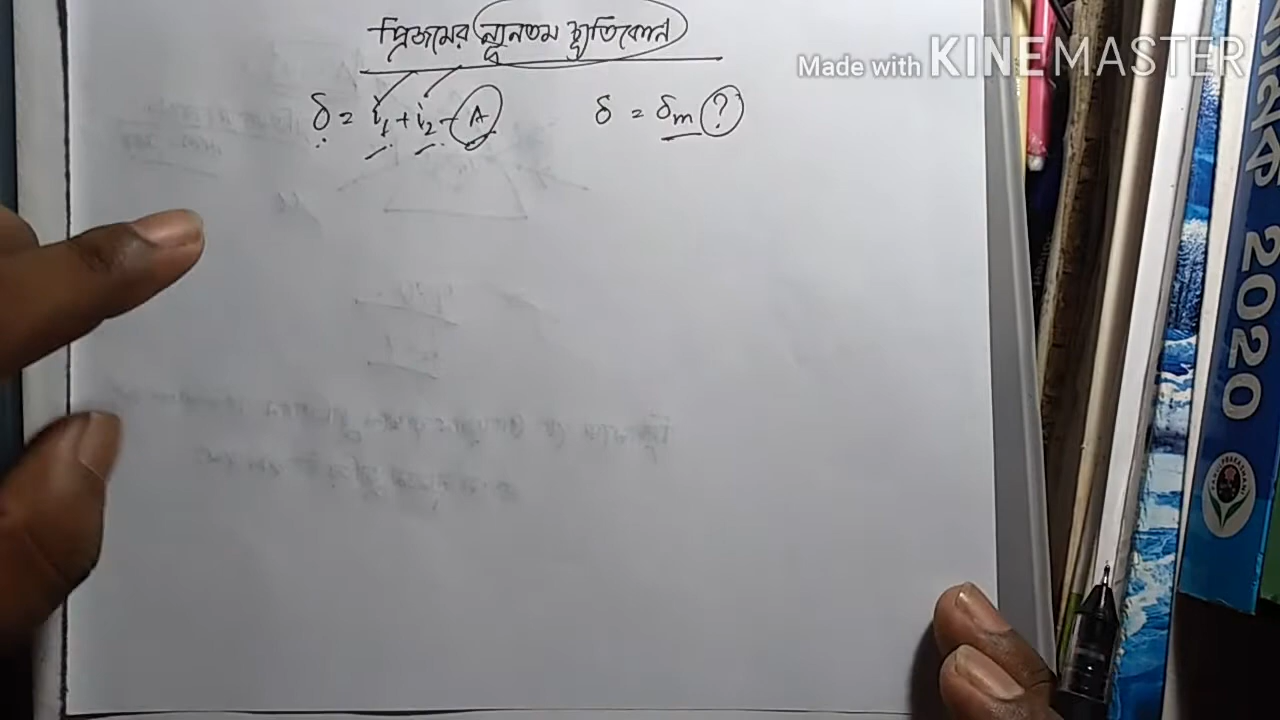 প্রিজমের ন্যূনতম চ্যুতিকোণ
Made with KINEMASTER
δ = i₁ + i₂ - A
δ = δm ?
2020